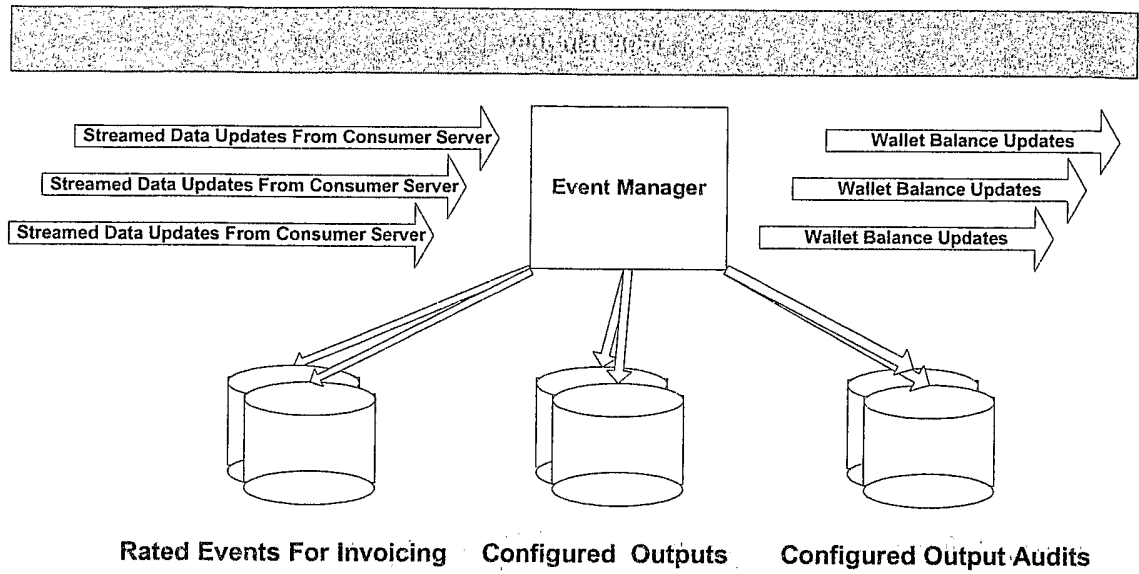 Streamed Data Updates From Consumer Server
Wallet Balance Updates
Streamed Data Updates From Consumer Server
Event Manager
Wallet Balance Updates
Streamed Data Updates From Consumer Server
Wallet Balance Updates
Rated Events For Invoicing
Configured Outputs
Configured Output Audits